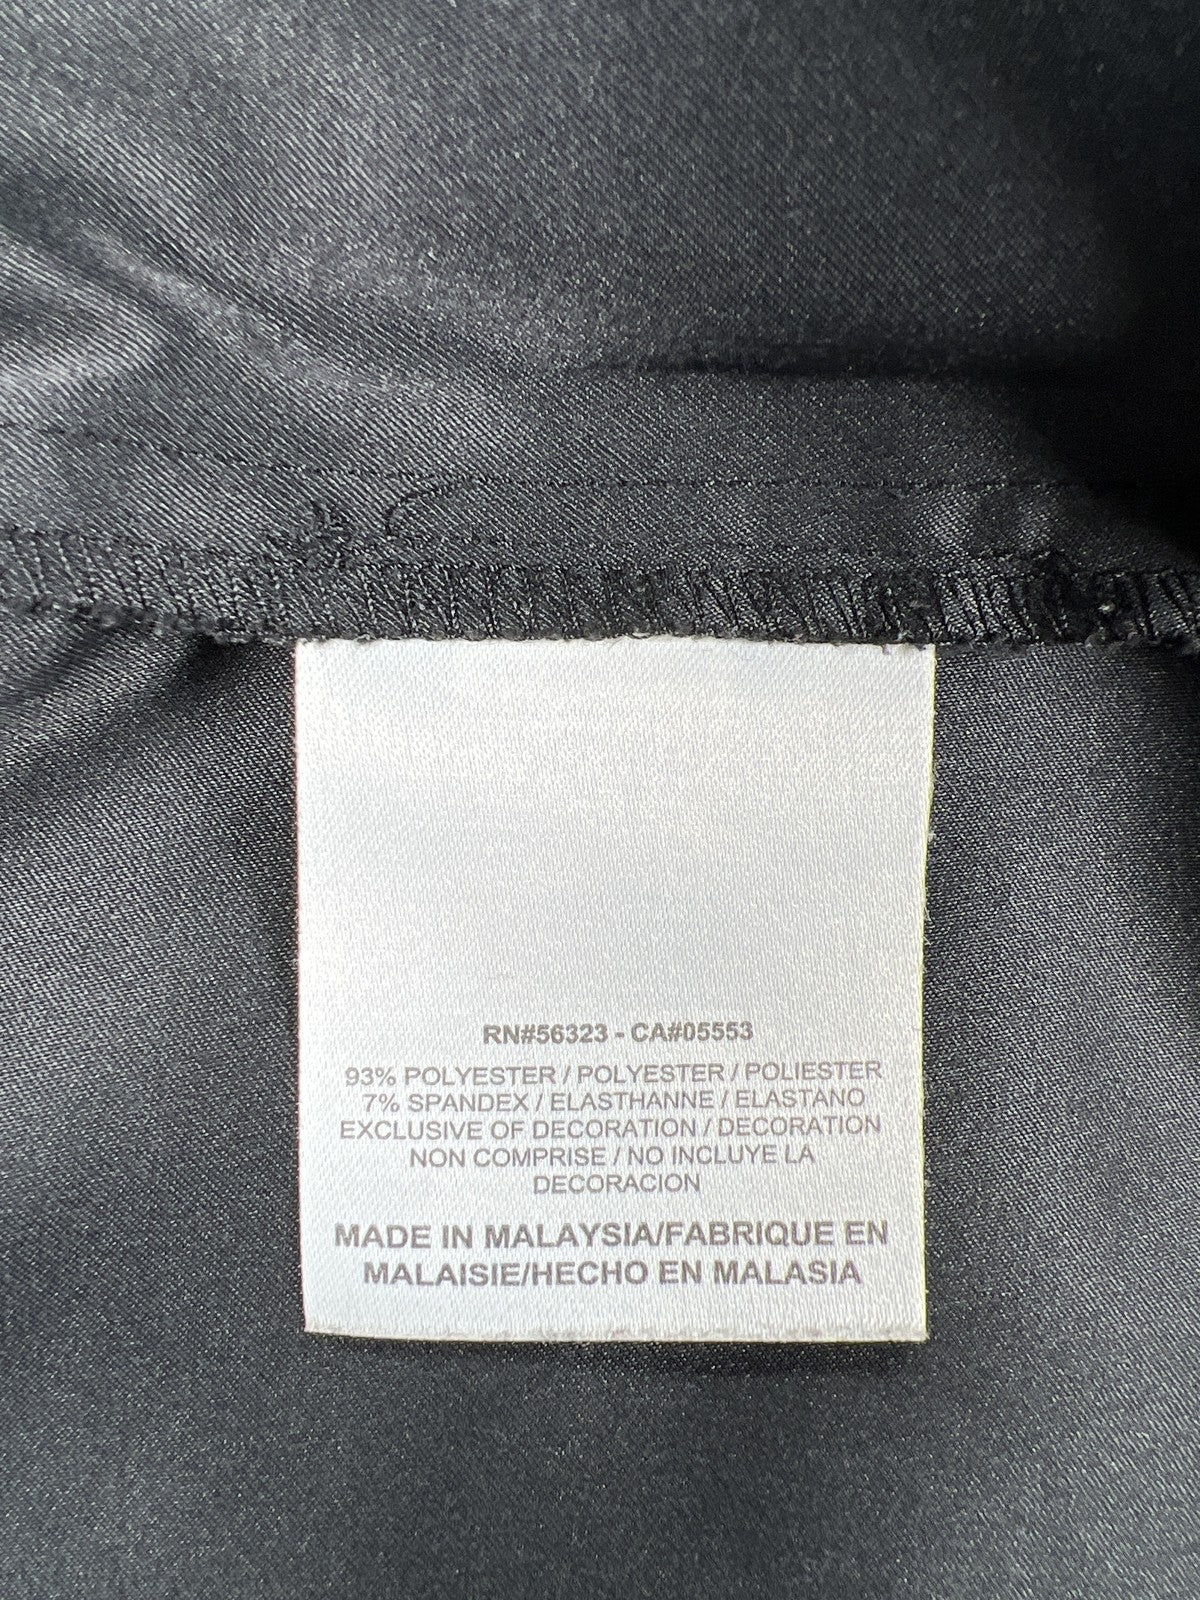 RN#56323 - CA#05553
93% POLYESTER / POLYESTER / POLIESTER
7% SPANDEX / ELASTHANNE / ELASTANO
EXCLUSIVE OF DECORATION / DECORATION
NON COMPRISE / NO INCLUYE LA
DECORACION
MADE IN MALAYSIA/FABRIQUE EN
MALAISIE/HECHO EN MALASIA